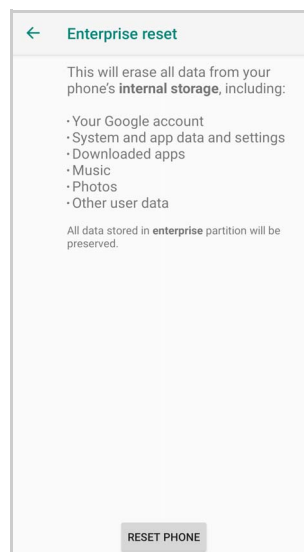 Enterprise reset
This will erase all data from your
phone's internal storage, including:
· Your Google account
· System and app data and settings
· Downloaded apps
· Music
· Photos
· Other user data
All data stored in enterprise partition will be
preserved.
RESET PHONE